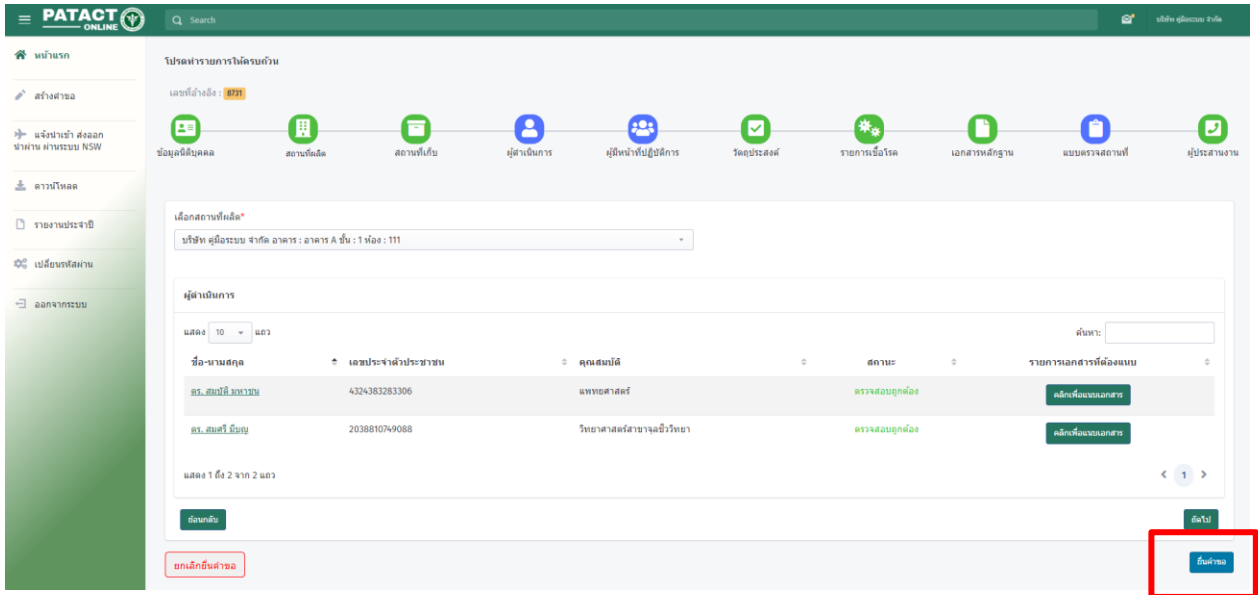 PATACT
ONLINE
Search
บริษัท คู่มือระบบ จำกัด
หน้าแรก
สร้างคำขอ
แจ้งนำเข้า ส่งออก
นำผ่าน ผ่านระบบ NSW
ดาวน์โหลด
รายงานประจำปี
เปลี่ยนรหัสผ่าน
ออกจากระบบ
โปรดทำรายการให้ครบถ้วน
เลขที่อ้างอิง : 8731
ข้อมูลนิติบุคคล
สถานที่ผลิต
สถานที่เก็บ
ผู้ดำเนินการ
ผู้มีหน้าที่ปฏิบัติการ
วัตถุประสงค์
รายการเชื้อโรค
เอกสารหลักฐาน
แบบตรวจสถานที่
ผู้ประสานงาน
เลือกสถานที่ผลิต*
บริษัท คู่มือระบบ จำกัด อาคาร : อาคาร A ชั้น : 1 ห้อง : 111
ผู้ดำเนินการ
แสดง 10 แถว
ค้นหา:
ชื่อ-นามสกุล เลขประจำตัวประชาชน คุณสมบัติ สถานะ รายการเอกสารที่ต้องแนบ
ดร. สมบัติ มหาชน 4324383283306 แพทยศาสตร์ ตรวจสอบถูกต้อง คลิกเพื่อแนบเอกสาร
ดร. สมศรี มีบุญ 2038810749088 วิทยาศาสตร์สาขาจุลชีววิทยา ตรวจสอบถูกต้อง คลิกเพื่อแนบเอกสาร
แสดง 1 ถึง 2 จาก 2 แถว
1
ย้อนกลับ
ถัดไป
ยกเลิกยื่นคำขอ
ยื่นคำขอ